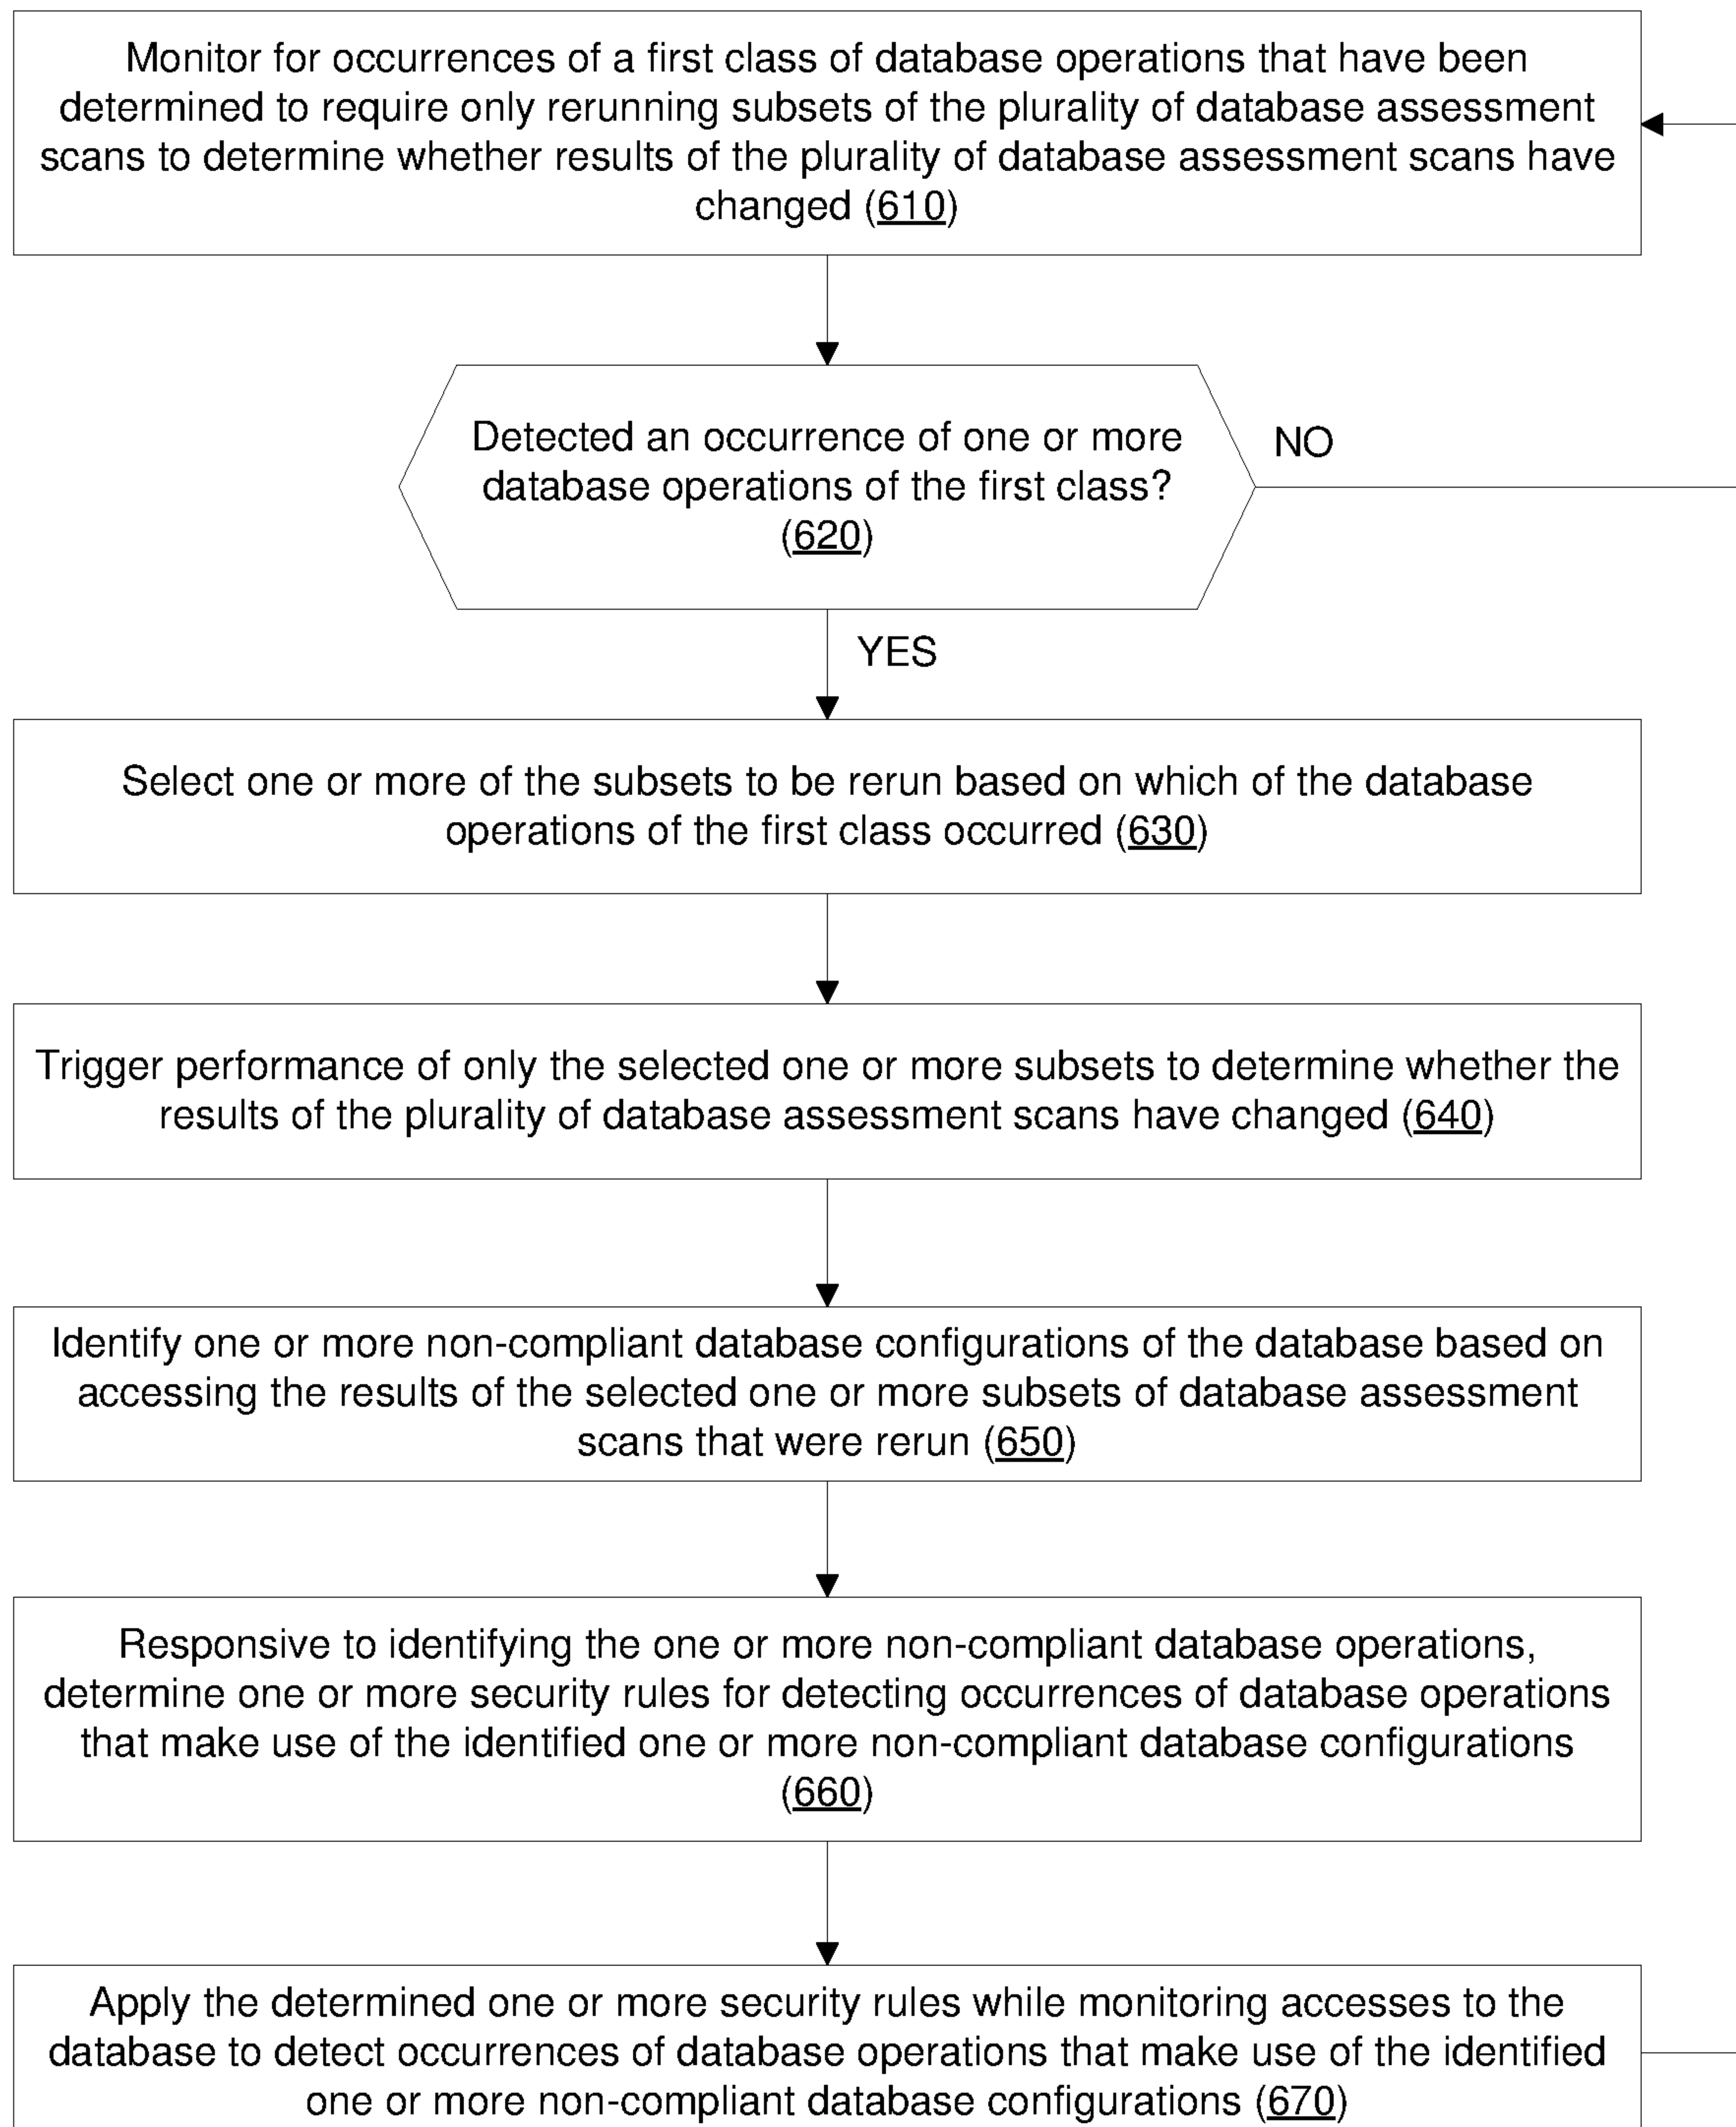 Monitor for occurrences of a first class of database operations that have been
determined to require only rerunning subsets of the plurality of database assessment
scans to determine whether results of the plurality of database assessment scans have
changed (610)
Detected an occurrence of one or more
database operations of the first class?
(620)
NO
YES
Select one or more of the subsets to be rerun based on which of the database
operations of the first class occurred (630)
Trigger performance of only the selected one or more subsets to determine whether the
results of the plurality of database assessment scans have changed (640)
Identify one or more non-compliant database configurations of the database based on
accessing the results of the selected one or more subsets of database assessment
scans that were rerun (650)
Responsive to identifying the one or more non-compliant database operations,
determine one or more security rules for detecting occurrences of database operations
that make use of the identified one or more non-compliant database configurations
(660)
Apply the determined one or more security rules while monitoring accesses to the
database to detect occurrences of database operations that make use of the identified
one or more non-compliant database configurations (670)